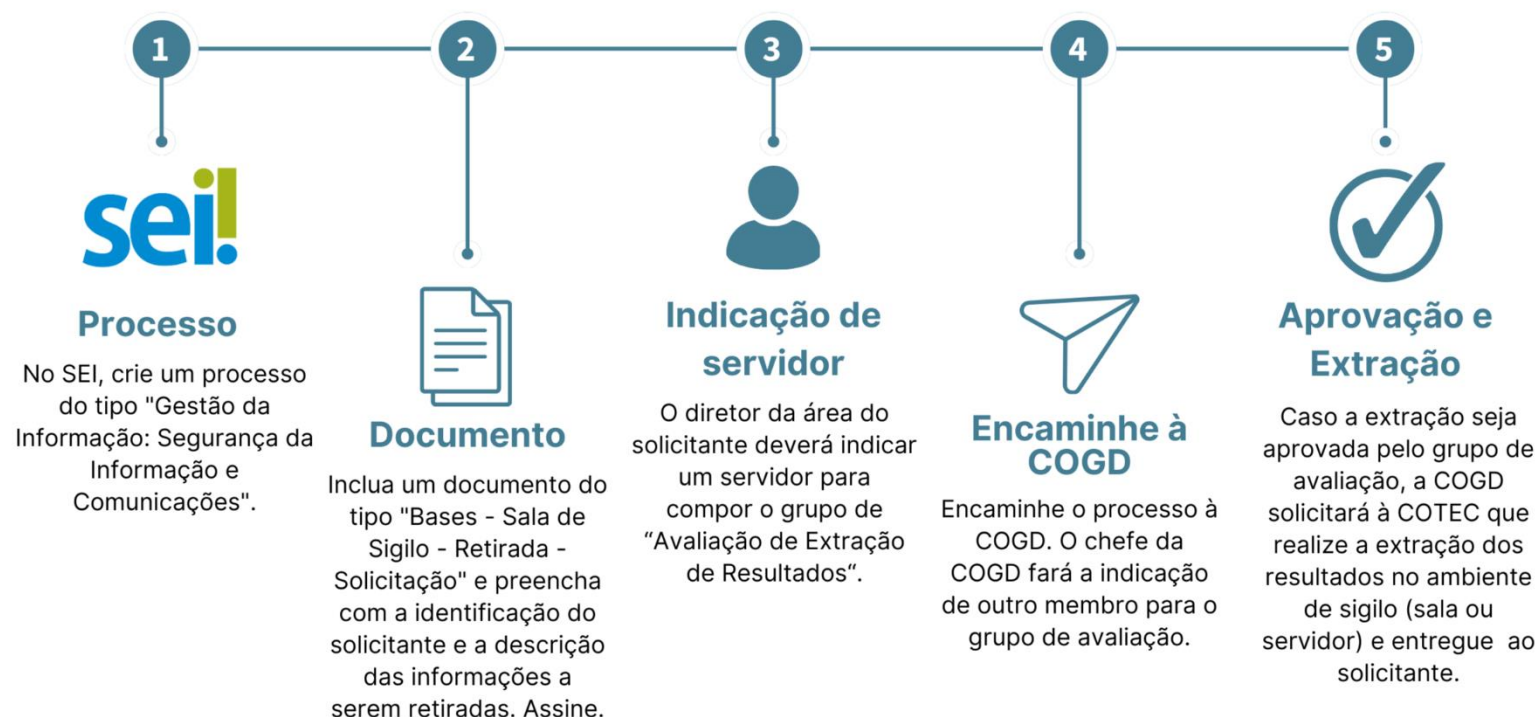 1
2
3
4
5
sei!
Processo
No SEI, crie um processo
do tipo "Gestão da
Informação: Segurança da
Informação e
Comunicações".
Documento
Inclua um documento do
tipo "Bases - Sala de
Sigilo - Retirada -
Solicitação" e preencha
com a identificação do
solicitante e a descrição
das informações a
serem retiradas. Assine.
Indicação de
servidor
O diretor da área do
solicitante deverá indicar
um servidor para
compor o grupo de
“Avaliação de Extração
de Resultados“.
Encaminhe à
COGD
Encaminhe o processo à
COGD. O chefe da
COGD fará a indicação
de outro membro para o
grupo de avaliação.
Aprovação e
Extração
Caso a extração seja
aprovada pelo grupo de
avaliação, a COGD
solicitará à COTEC que
realize a extração dos
resultados no ambiente
de sigilo (sala ou
servidor) e entregue  ao
solicitante.